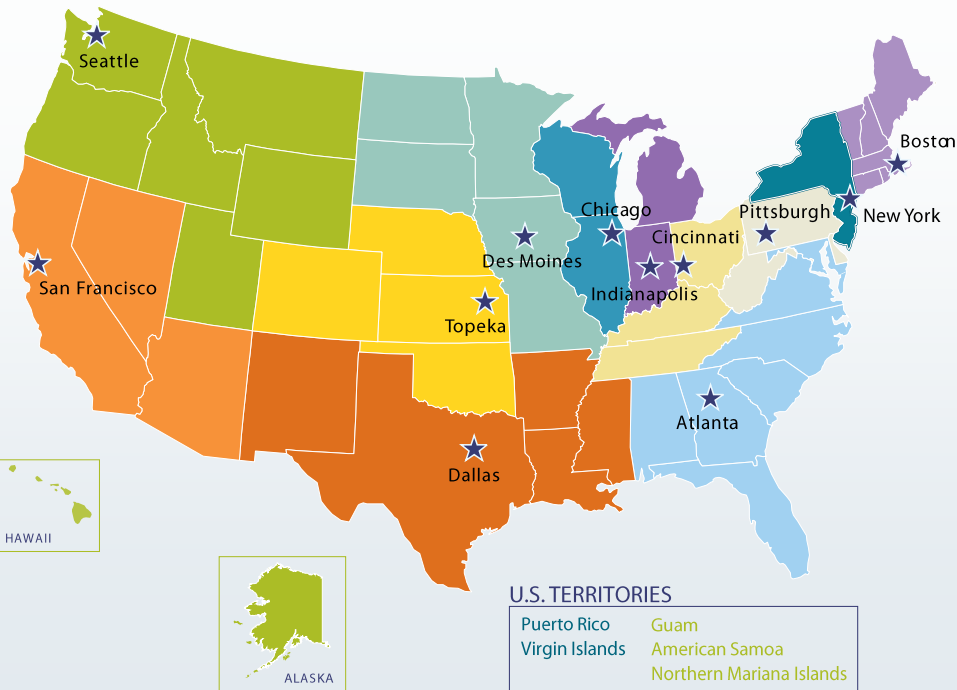 Seattle
Boston
Chicago
Pittsburgh
New York
Cincinnati
Des Moines
San Francisco
Indianapolis
Topeka
Atlanta
Dallas
HAWAII
ALASKA
U.S. TERRITORIES
Puerto Rico
Virgin Islands
Guam
American Samoa
Northern Mariana Islands